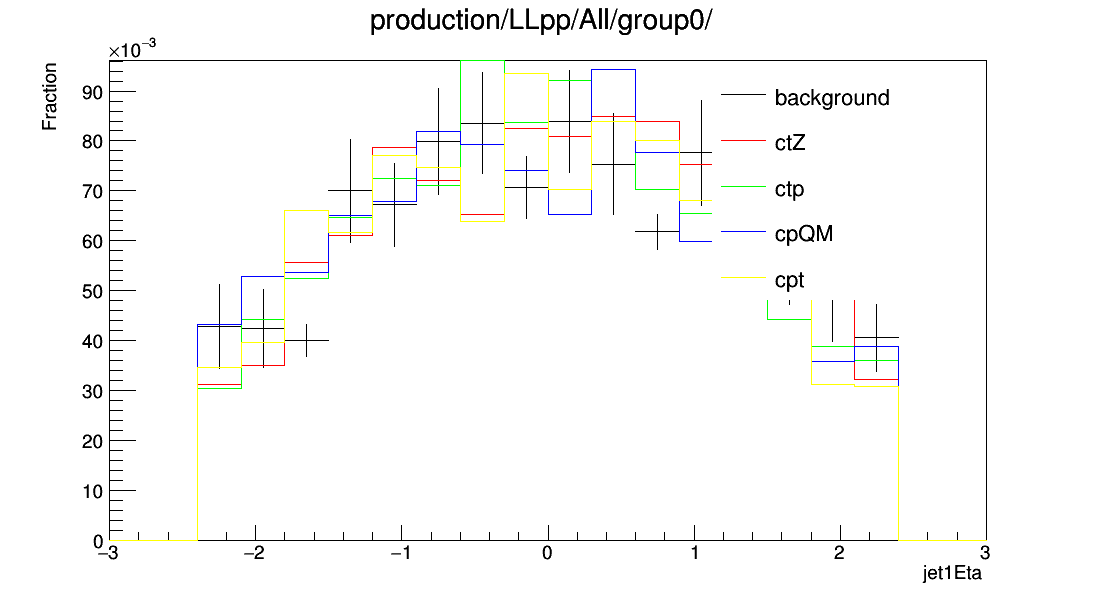 production/LLpp/All/group0/
×10⁻³
Fraction
90
80
70
60
50
40
30
20
10
0
background
ctZ
ctp
cpQM
cpt
−3 −2 −1 0 1 2 3
jet1Eta